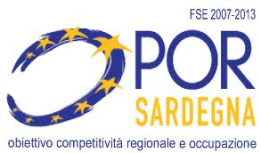 FSE 2007-2013
POR
SARDEGNA
obiettivo competitività regionale e occupazione